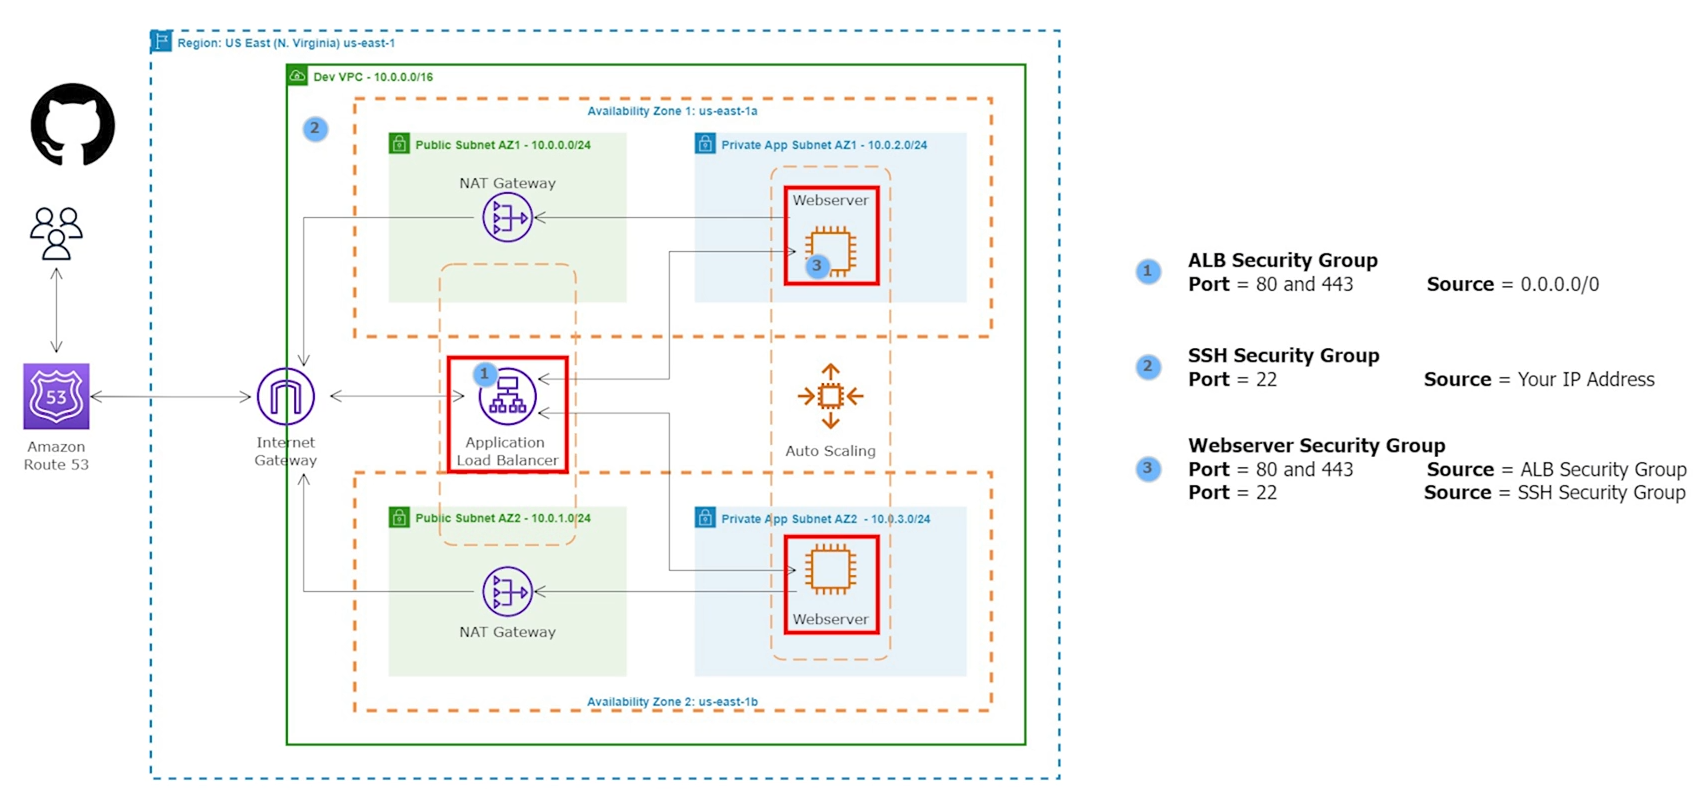 Region: US East (N. Virginia) us-east-1
Dev VPC - 10.0.0.0/16
Availability Zone 1: us-east-1a
2
Public Subnet AZ1 - 10.0.0.0/24
Private App Subnet AZ1 - 10.0.2.0/24
NAT Gateway
Webserver
3
1
Application
Load Balancer
Internet
Gateway
53
Amazon
Route 53
Auto Scaling
Public Subnet AZ2 - 10.0.1.0/24
Private App Subnet AZ2 - 10.0.3.0/24
NAT Gateway
Webserver
Availability Zone 2: us-east-1b
1
ALB Security Group
Port = 80 and 443 Source = 0.0.0.0/0
2
SSH Security Group
Port = 22 Source = Your IP Address
3
Webserver Security Group
Port = 80 and 443 Source = ALB Security Group
Port = 22 Source = SSH Security Group